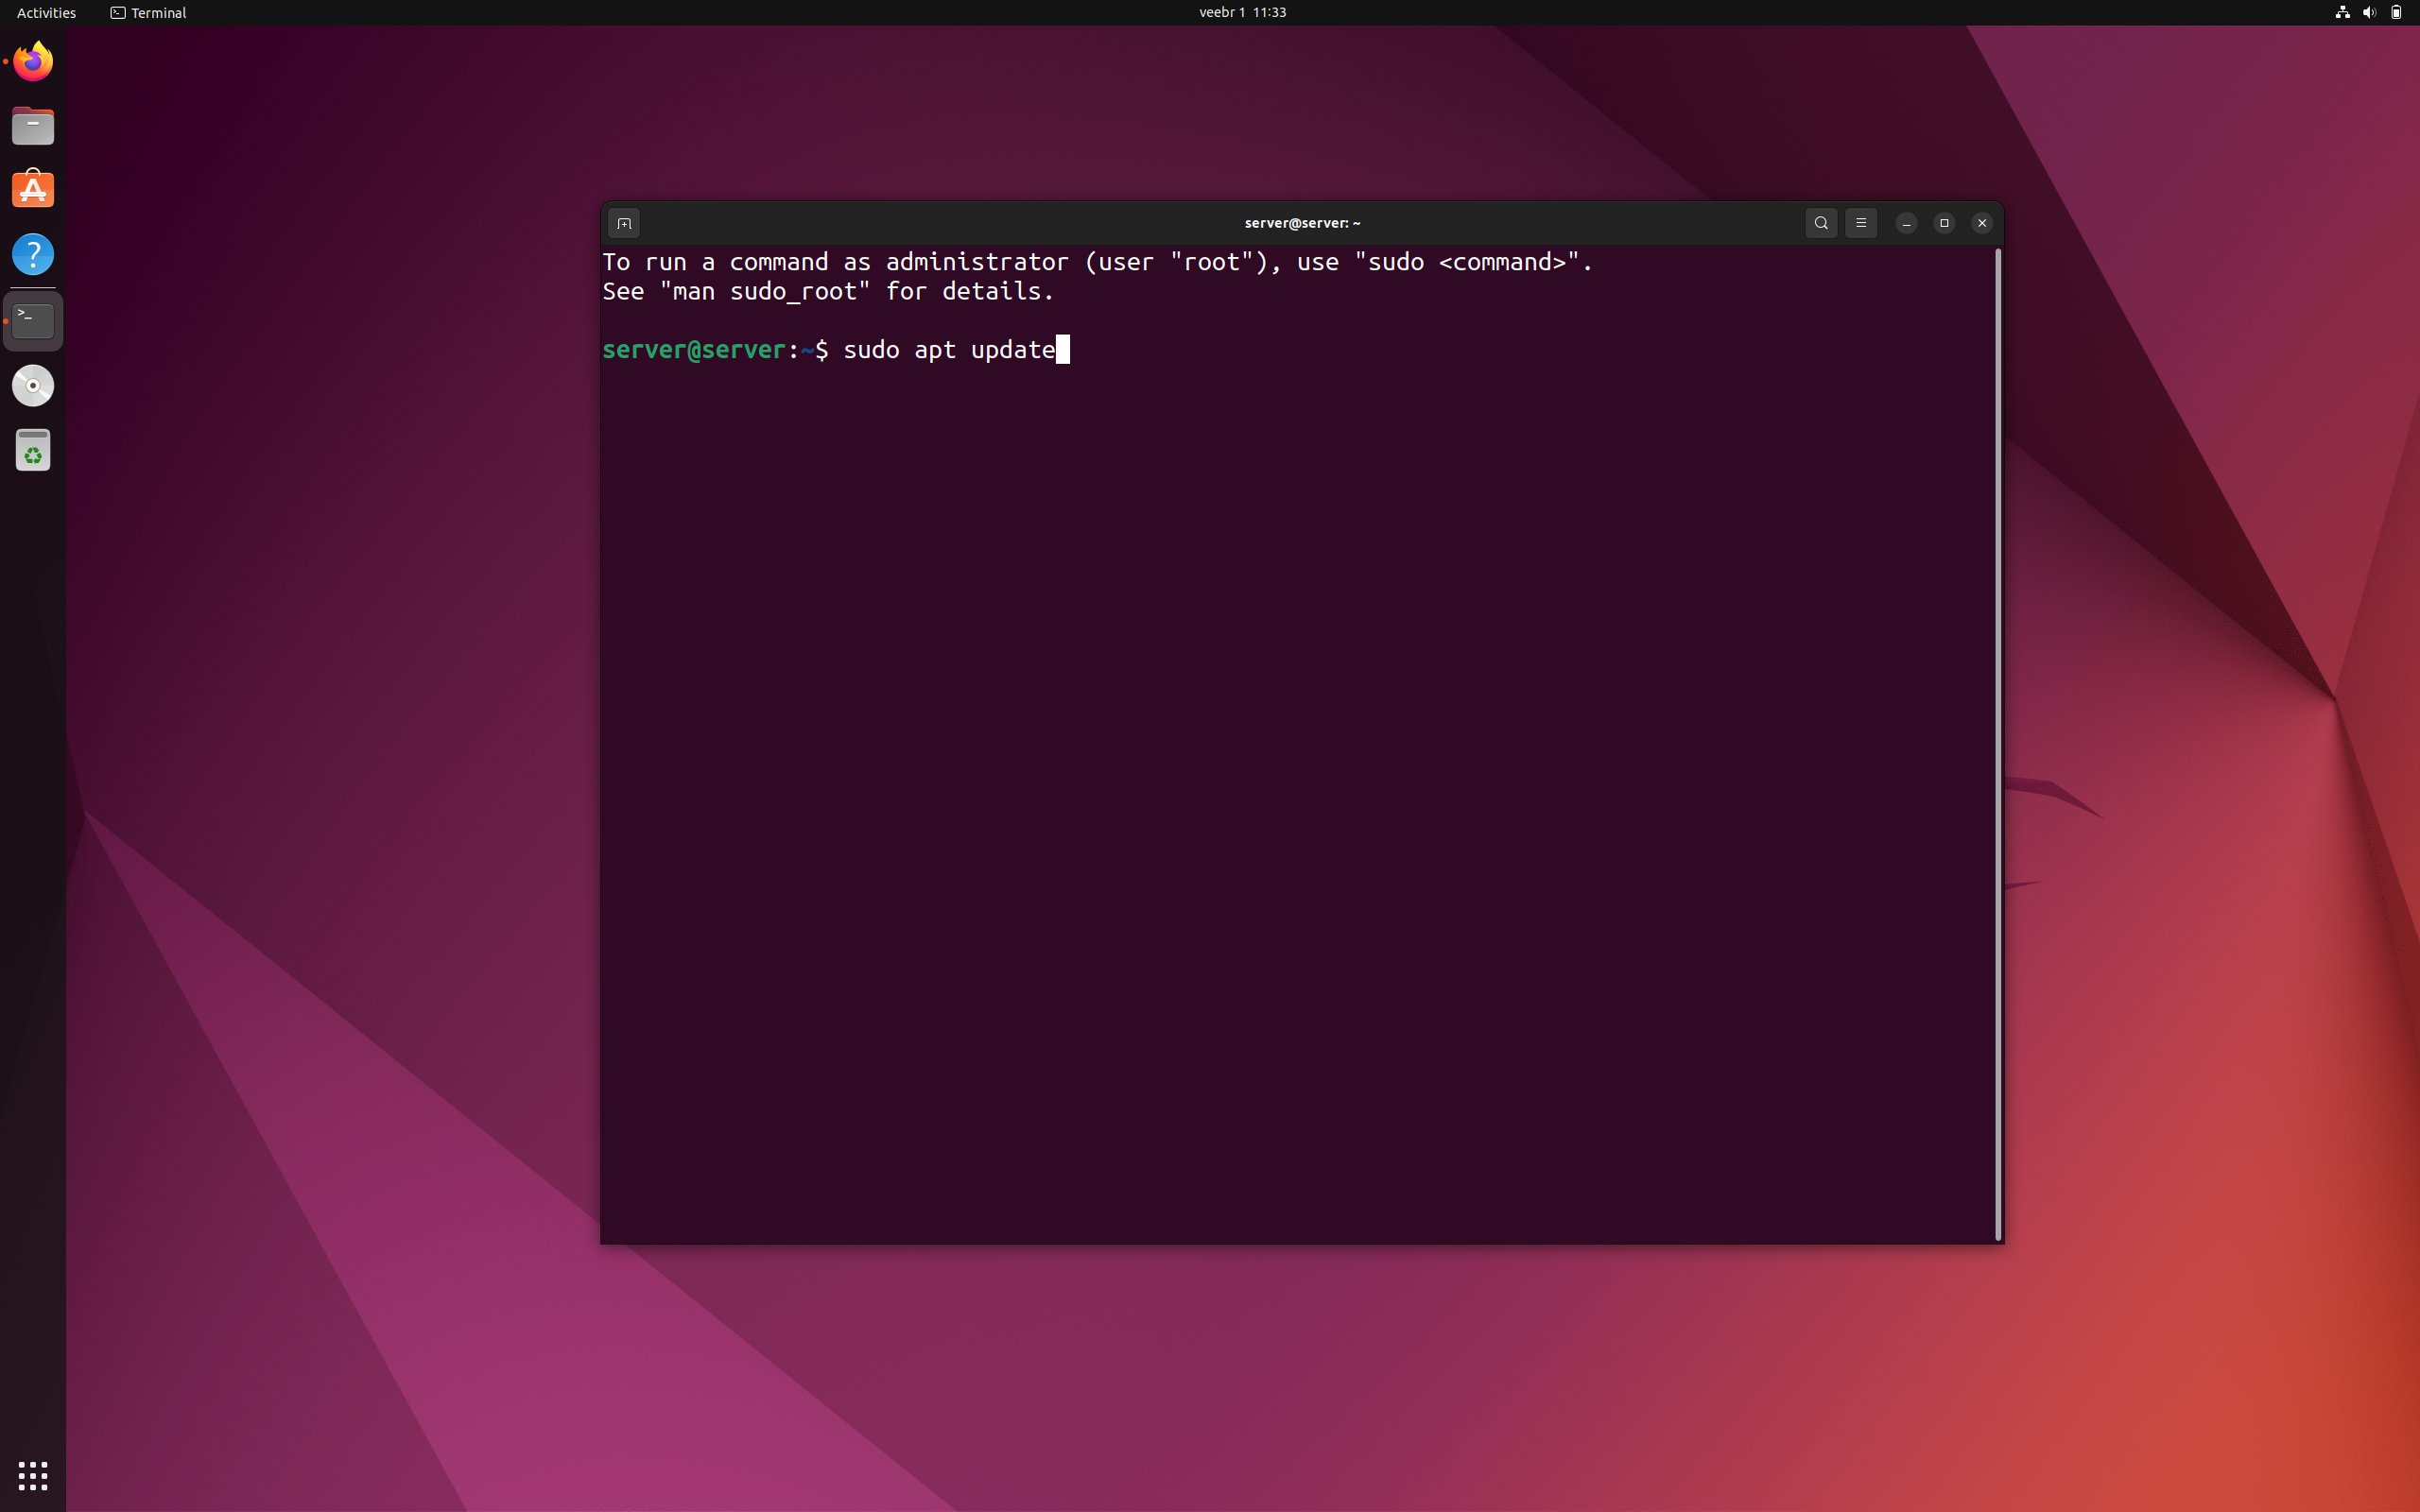 Activities Terminal veebr 1 11:33
server@server: ~
To run a command as administrator (user "root"), use "sudo <command>".
See "man sudo_root" for details.
server@server:~$ sudo apt update